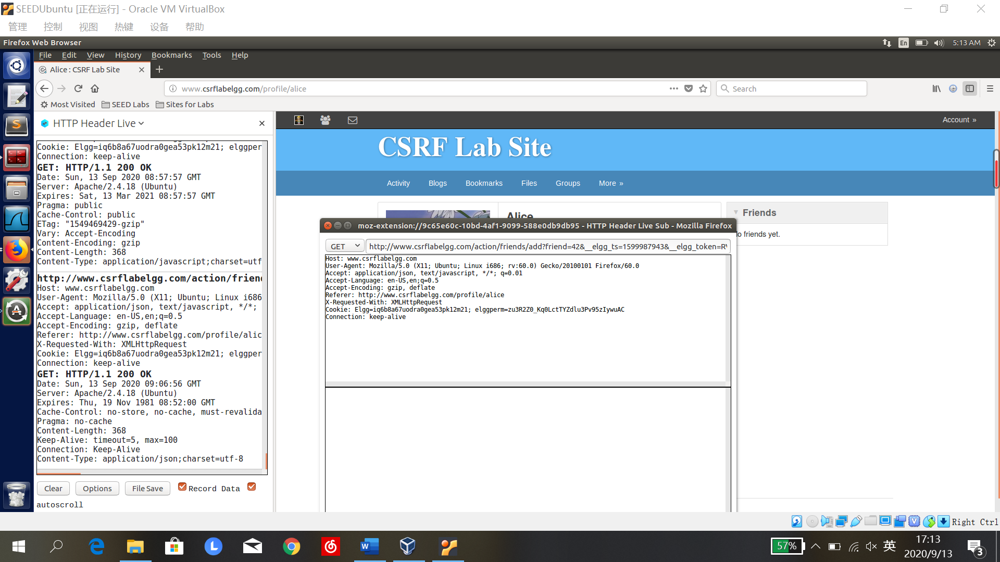 SEEDUbuntu [正在运行] - Oracle VM VirtualBox
管理 控制 视图 热键 设备 帮助
Firefox Web Browser
En 5:13 AM
File Edit View History Bookmarks Tools Help
Alice : CSRF Lab Site
www.csrflabelgg.com/profile/alice
Search
Most Visited SEED Labs Sites for Labs
HTTP Header Live
Cookie: Elgg=iq6b8a67uodra0gea53pk12m21; elggper
Connection: keep-alive
GET: HTTP/1.1 200 OK
Date: Sun, 13 Sep 2020 08:57:57 GMT
Server: Apache/2.4.18 (Ubuntu)
Expires: Sat, 13 Mar 2021 08:57:57 GMT
Pragma: public
Cache-Control: public
ETag: "1549469429-gzip"
Vary: Accept-Encoding
Content-Encoding: gzip
Content-Length: 368
Content-Type: application/javascript;charset=utf
http://www.csrflabelgg.com/action/frien
Host: www.csrflabelgg.com
User-Agent: Mozilla/5.0 (X11; Ubuntu; Linux i686
Accept: application/json, text/javascript, */*;
Accept-Language: en-US,en;q=0.5
Accept-Encoding: gzip, deflate
Referer: http://www.csrflabelgg.com/profile/alic
X-Requested-With: XMLHttpRequest
Cookie: Elgg=iq6b8a67uodra0gea53pk12m21; elggper
Connection: keep-alive
GET: HTTP/1.1 200 OK
Date: Sun, 13 Sep 2020 09:06:56 GMT
Server: Apache/2.4.18 (Ubuntu)
Expires: Thu, 19 Nov 1981 08:52:00 GMT
Cache-Control: no-store, no-cache, must-revalida
Pragma: no-cache
Content-Length: 368
Keep-Alive: timeout=5, max=100
Connection: Keep-Alive
Content-Type: application/json;charset=utf-8
Clear Options File Save Record Data
autoscroll
Account »
CSRF Lab Site
Activity Blogs Bookmarks Files Groups More »
Alice
Friends
o friends yet.
moz-extension://9c65e60c-10bd-4af1-9099-588e0db9db95 - HTTP Header Live Sub - Mozilla Firefox
GET http://www.csrflabelgg.com/action/friends/add?friend=42&__elgg_ts=1599987943&__elgg_token=R
Host: www.csrflabelgg.com
User-Agent: Mozilla/5.0 (X11; Ubuntu; Linux i686; rv:60.0) Gecko/20100101 Firefox/60.0
Accept: application/json, text/javascript, */*; q=0.01
Accept-Language: en-US,en;q=0.5
Accept-Encoding: gzip, deflate
Referer: http://www.csrflabelgg.com/profile/alice
X-Requested-With: XMLHttpRequest
Cookie: Elgg=iq6b8a67uodra0gea53pk12m21; elggperm=zu3R2Z0_Kq0LctTYZdlu3Pv95zIywuAC
Connection: keep-alive
Right Ctrl
57%
英
17:13
2020/9/13
3